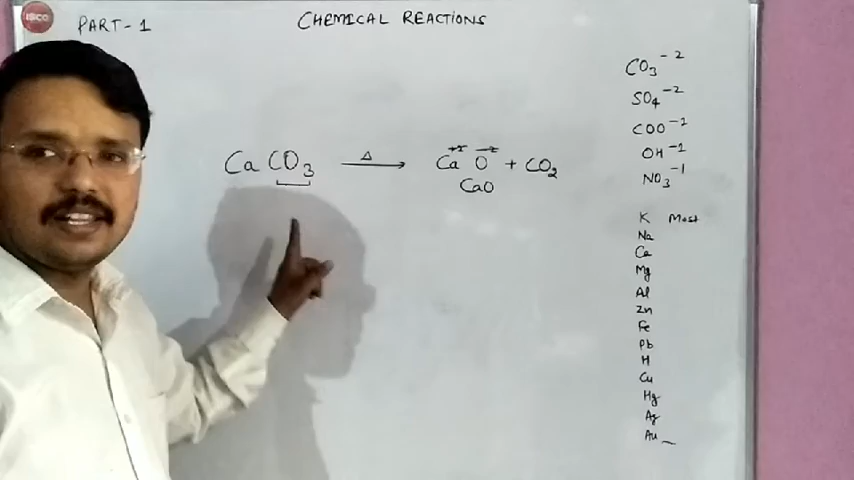 ISCO
PART-1
CHEMICAL REACTIONS
CaCO₃ —Δ→ Ca⁺² O⁻² + CO₂
CaO
CO₃⁻²
SO₄⁻²
COO⁻²
OH⁻¹
NO₃⁻¹
K Most
Na
Ca
Mg
Al
Zn
Fe
Pb
H
Cu
Hg
Ag
Au